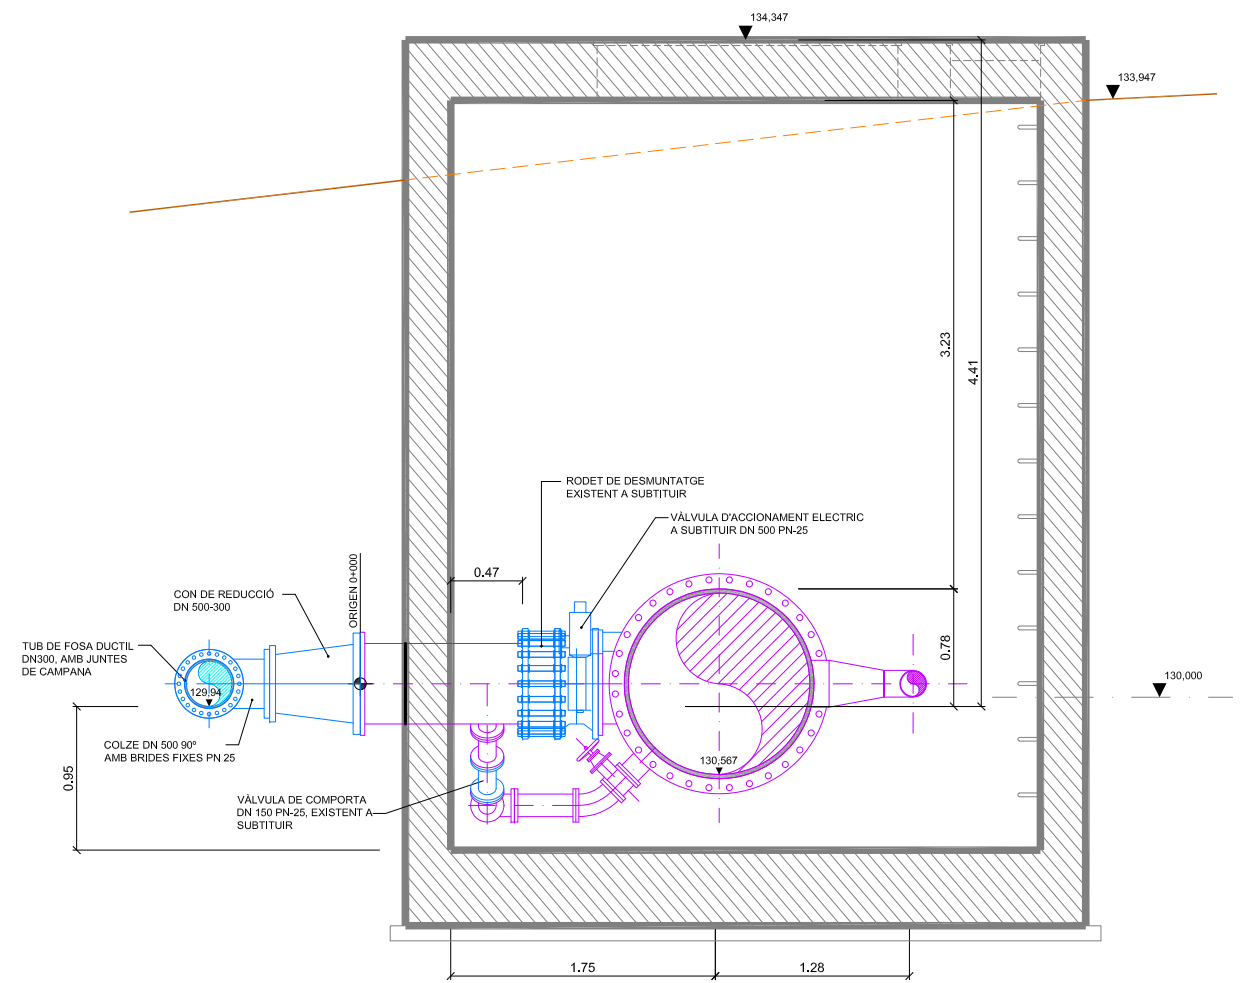 134,347
133,947
3.23
4.41
RODET DE DESMUNTATGE
EXISTENT A SUBTITUIR
VÀLVULA D'ACCIONAMENT ELECTRIC
A SUBTITUIR DN 500 PN-25
0.47
ORIGEN 0+000
CON DE REDUCCIÓ
DN 500-300
TUB DE FOSA DUCTIL
DN300, AMB JUNTES
DE CAMPANA
0.78
130,000
129.94
COLZE DN 500 90º
AMB BRIDES FIXES PN 25
130,567
0.95
VÀLVULA DE COMPORTA
DN 150 PN-25, EXISTENT A
SUBTITUIR
1.75
1.28